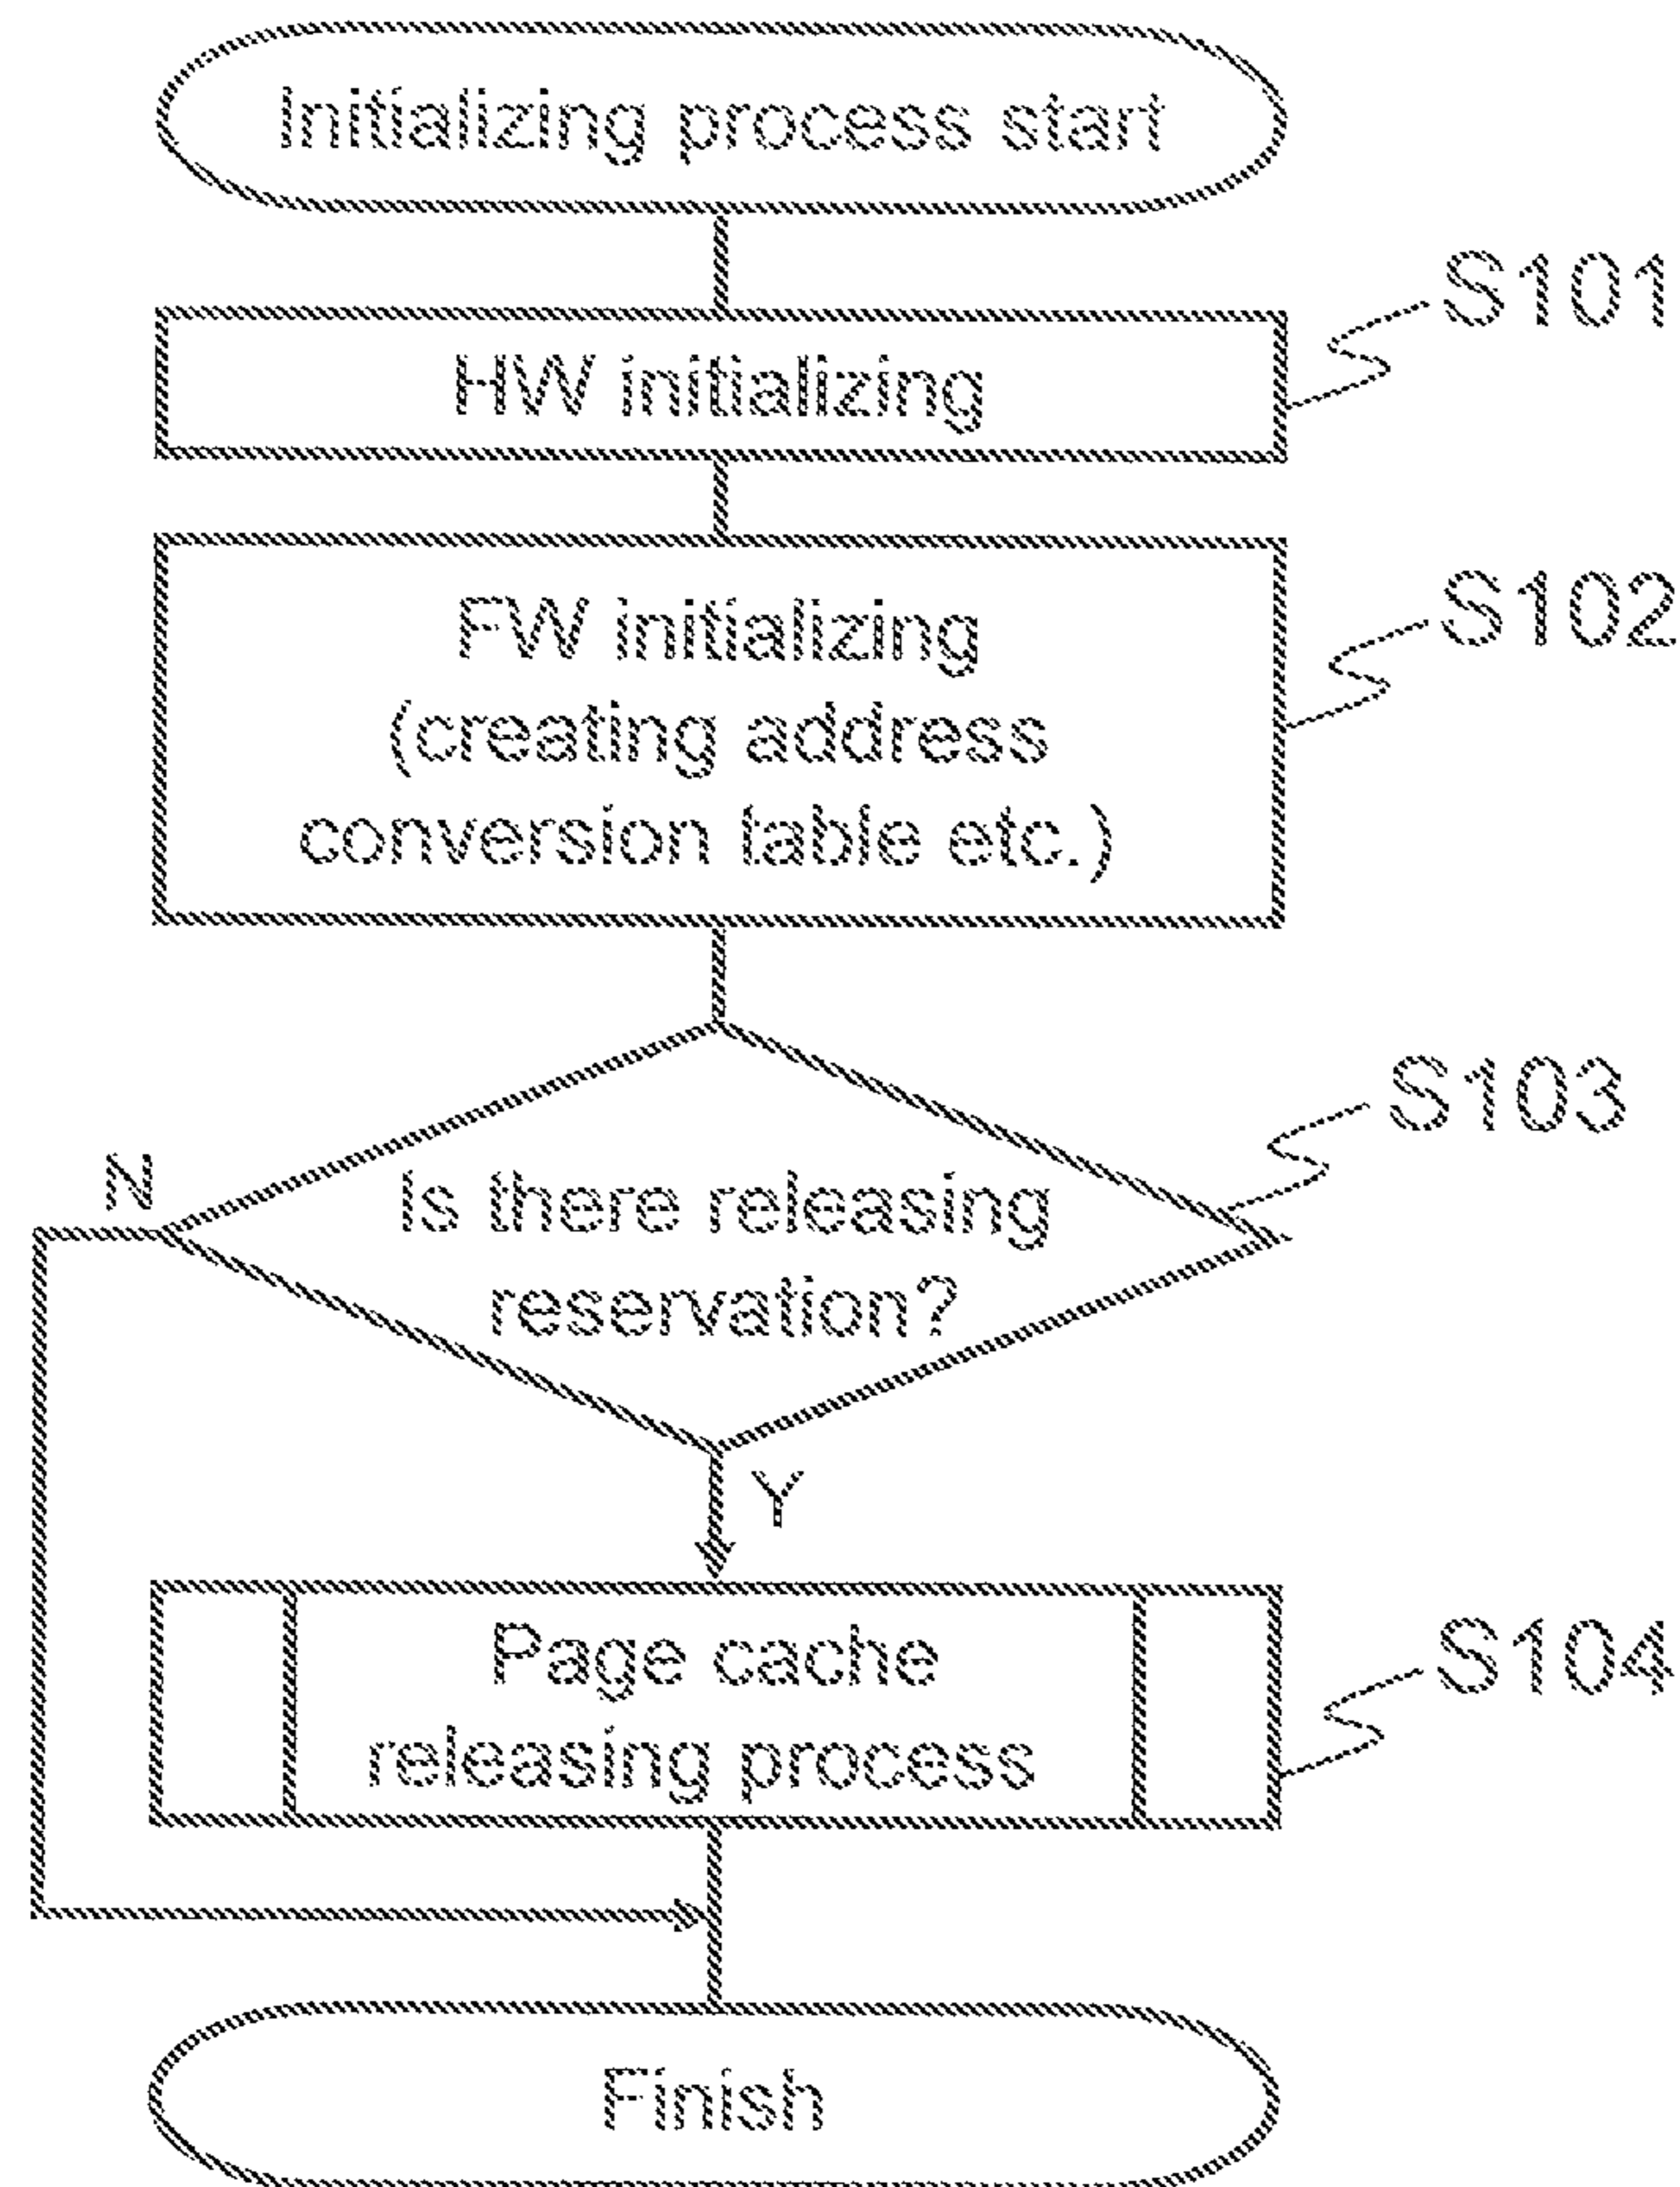 Initializing process start
HW initializing
S101
FW initializing
(creating address
conversion table etc.)
S102
Is there releasing
reservation?
S103
N
Y
Page cache
releasing process
S104
Finish